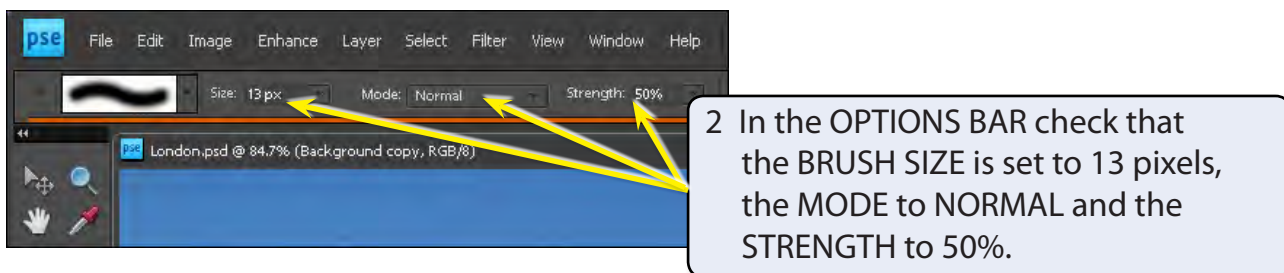 pse File Edit Image Enhance Layer Select Filter View Window Help
Size: 13 px Mode: Normal Strength: 50%
pse London.psd @ 84.7% (Background copy, RGB/8)
2 In the OPTIONS BAR check that
the BRUSH SIZE is set to 13 pixels,
the MODE to NORMAL and the
STRENGTH to 50%.